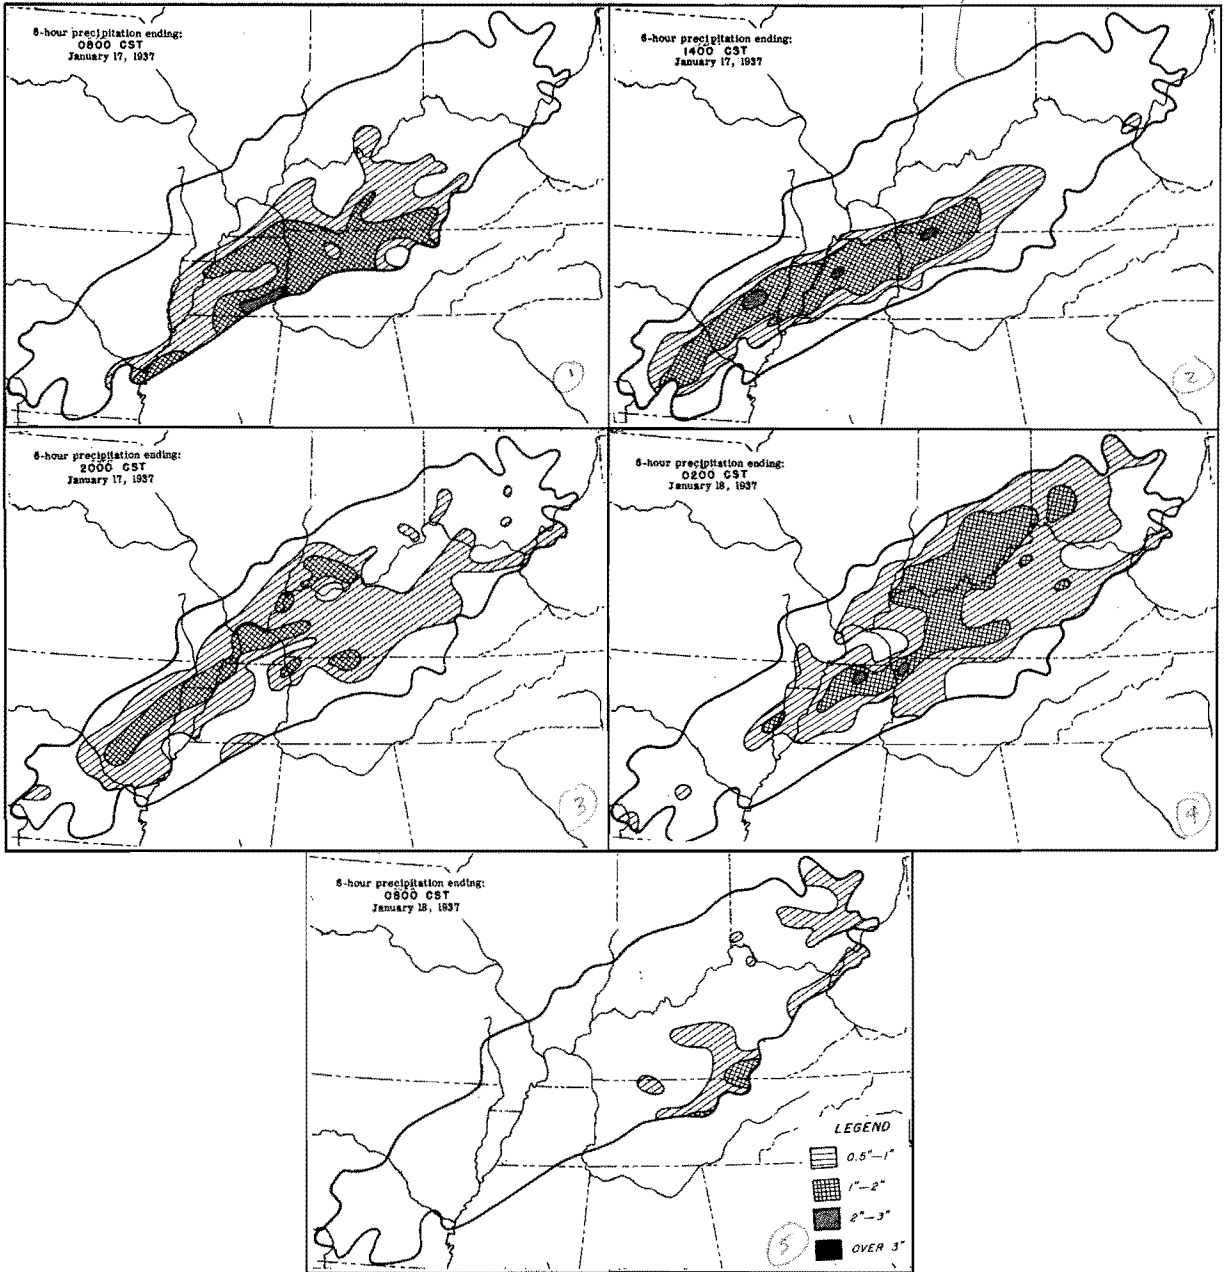 6-hour precipitation ending:
0800 CST
January 17, 1937
1
6-hour precipitation ending:
1400 CST
January 17, 1937
2
6-hour precipitation ending:
2000 CST
January 17, 1937
3
6-hour precipitation ending:
0200 CST
January 18, 1937
4
6-hour precipitation ending:
0800 CST
January 18, 1937
LEGEND
0.5"–1"
1"–2"
2"–3"
OVER 3"
5